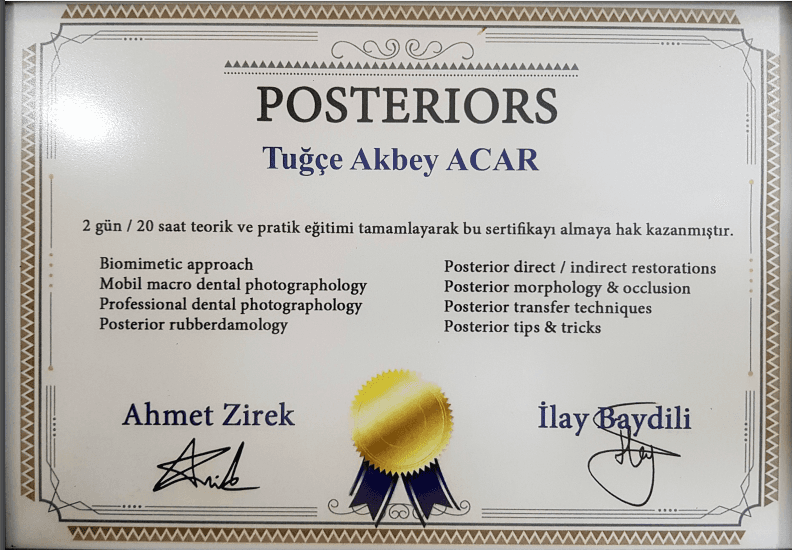 POSTERIORS
Tuğçe Akbey ACAR
2 gün / 20 saat teorik ve pratik eğitimi tamamlayarak bu sertifikayı almaya hak kazanmıştır.
Biomimetic approach
Mobil macro dental photographology
Professional dental photographology
Posterior rubberdamology
Posterior direct / indirect restorations
Posterior morphology & occlusion
Posterior transfer techniques
Posterior tips & tricks
Ahmet Zirek
İlay Baydili